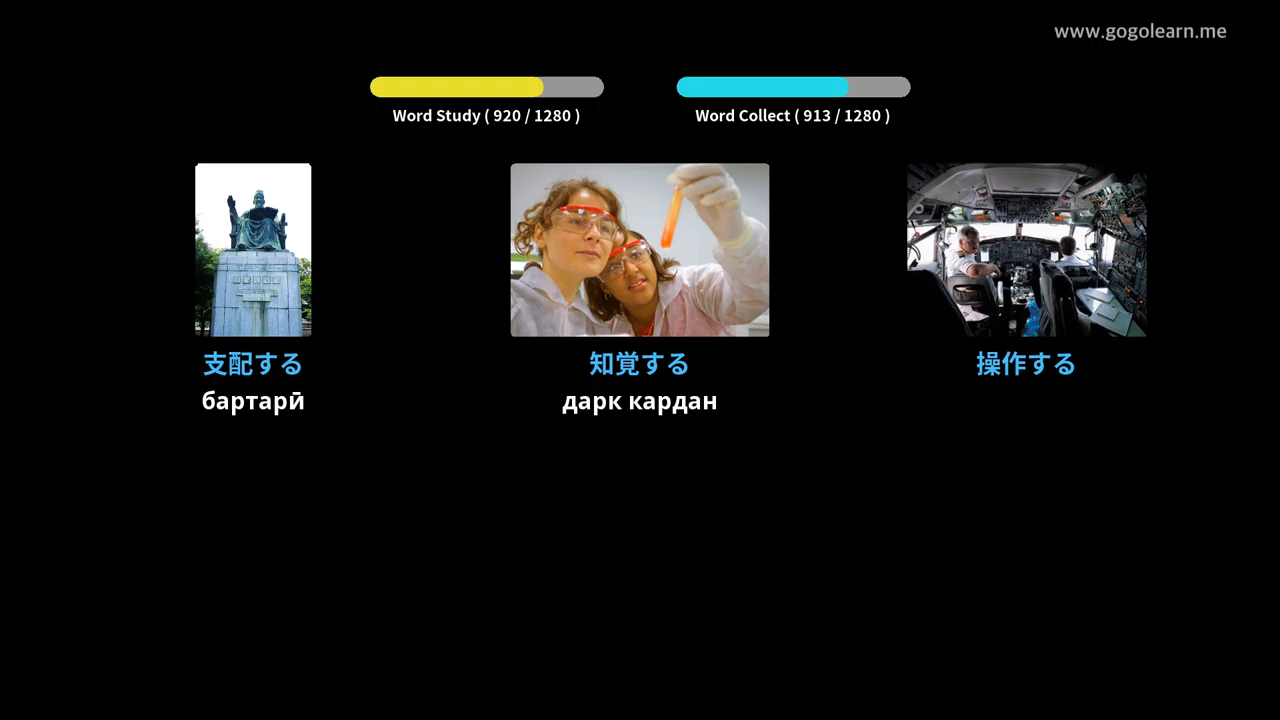 www.gogolearn.me
Word Study ( 920 / 1280 )
Word Collect ( 913 / 1280 )
支配する
知覚する
操作する
бартарӣ
дарк кардан